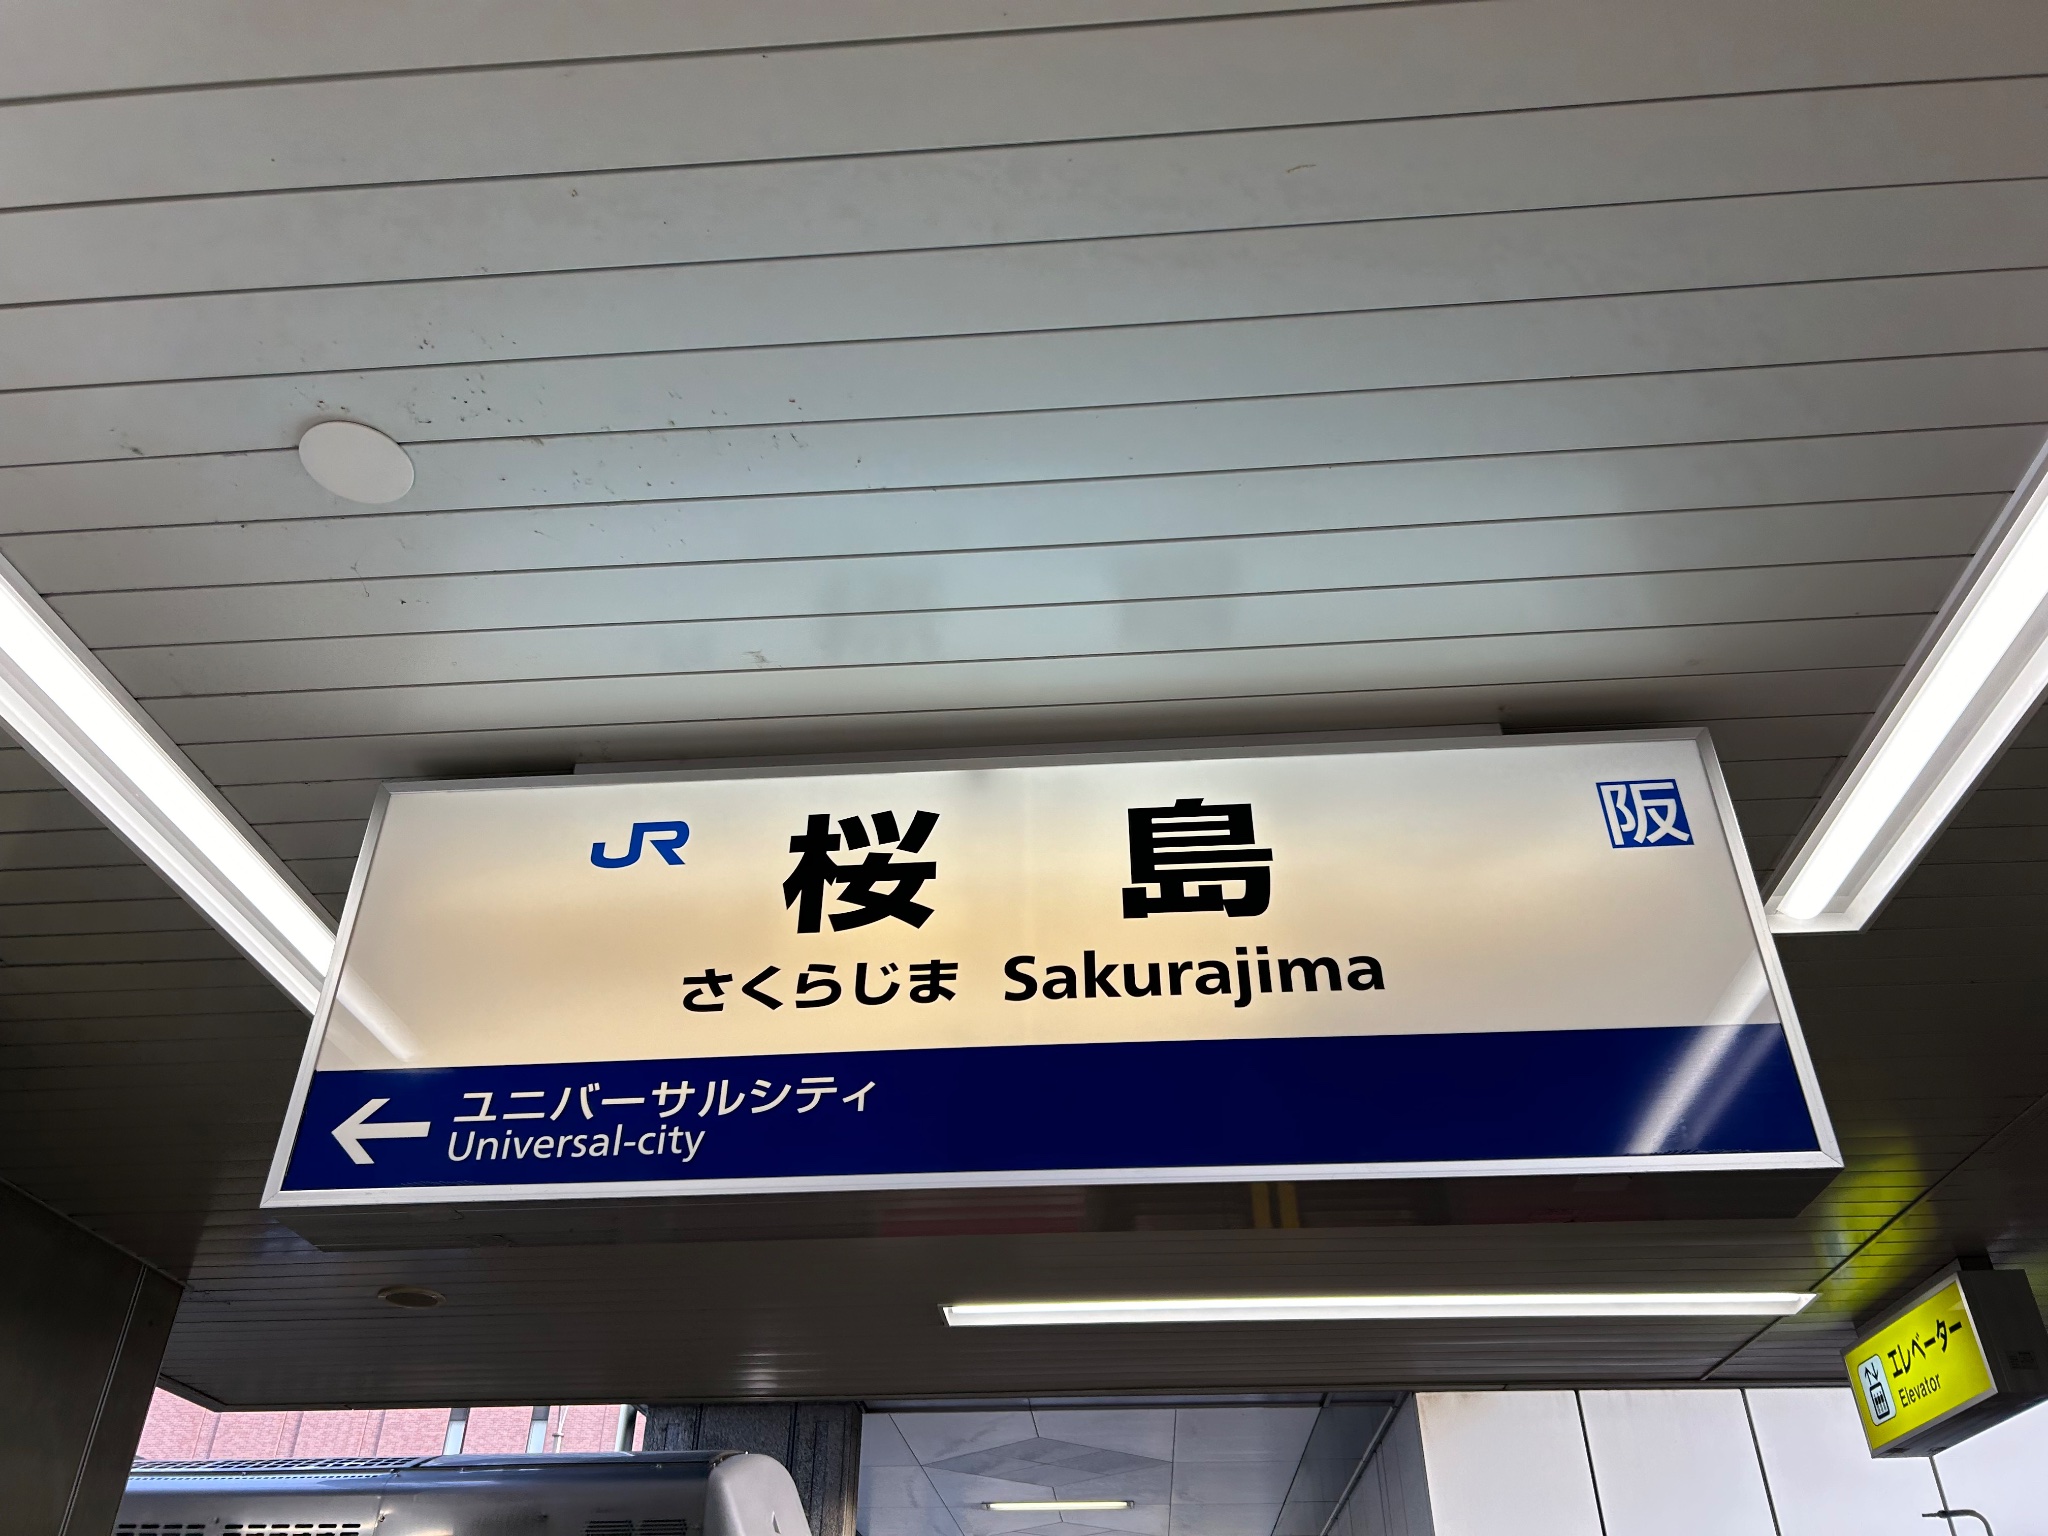 JR 桜島 阪
さくらじま Sakurajima
← ユニバーサルシティ
Universal-city
エレベーター
Elevator